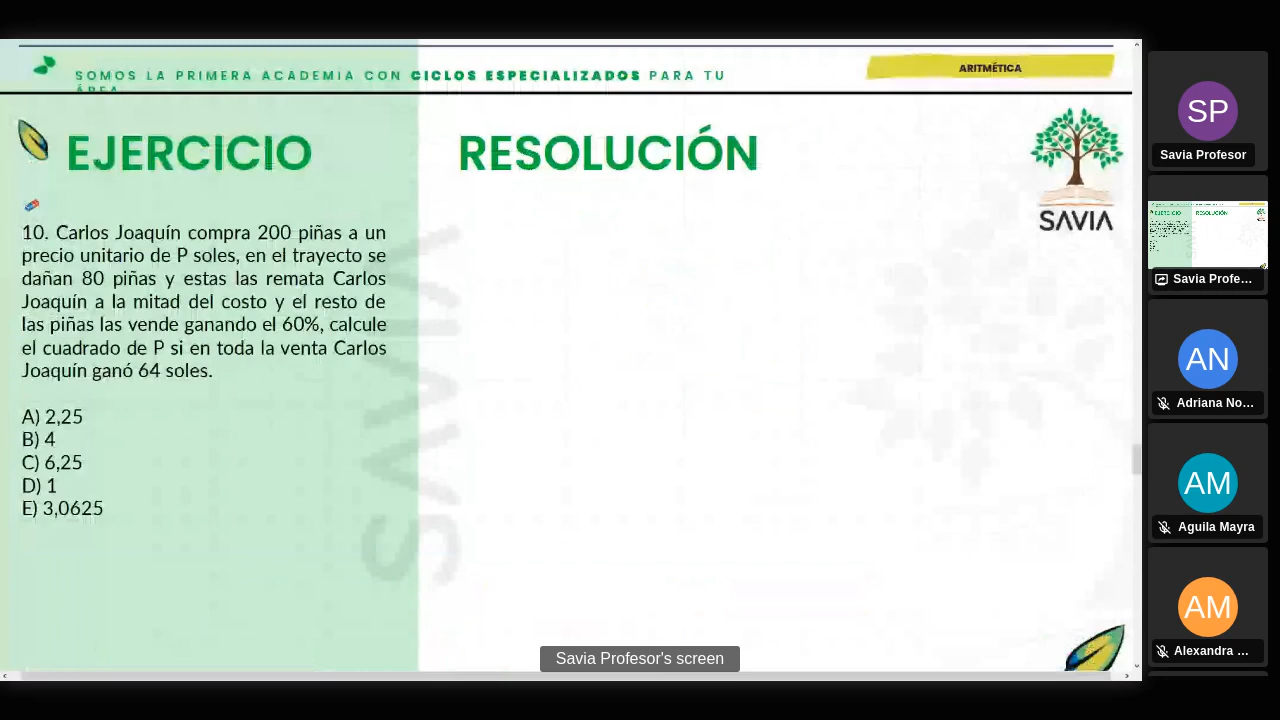 SOMOS LA PRIMERA ACADEMIA CON CICLOS ESPECIALIZADOS PARA TU
ÁREA
ARITMÉTICA
EJERCICIO
RESOLUCIÓN
SAVIA
10. Carlos Joaquín compra 200 piñas a un
precio unitario de P soles, en el trayecto se
dañan 80 piñas y estas las remata Carlos
Joaquín a la mitad del costo y el resto de
las piñas las vende ganando el 60%, calcule
el cuadrado de P si en toda la venta Carlos
Joaquín ganó 64 soles.
A) 2,25
B) 4
C) 6,25
D) 1
E) 3,0625
SAVIA
Savia Profesor's screen
SP
Savia Profesor
EJERCICIO
RESOLUCIÓN
Savia Profe...
AN
Adriana No...
AM
Aguila Mayra
AM
Alexandra ...